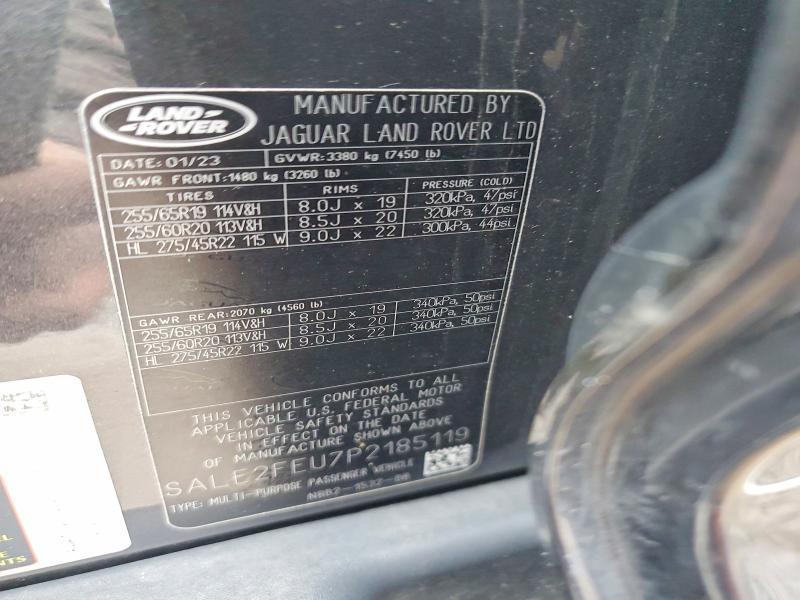 LAND
ROVER
MANUFACTURED BY
JAGUAR LAND ROVER LTD
DATE: 01/23 GVWR: 3380 kg (7450 lb)
GAWR FRONT: 1480 kg (3260 lb)
TIRES RIMS PRESSURE (COLD)
255/65R19 114V&H 8.0J x 19 320kPa, 47psi
255/60R20 113V&H 8.5J x 20 320kPa, 47psi
HL 275/45R22 115 W 9.0J x 22 300kPa, 44psi
GAWR REAR: 2070 kg (4560 lb)
255/65R19 114V&H 8.0J x 19 340kPa, 50psi
255/60R20 113V&H 8.5J x 20 340kPa, 50psi
HL 275/45R22 115 W 9.0J x 22 340kPa, 50psi
THIS VEHICLE CONFORMS TO ALL
APPLICABLE U.S. FEDERAL MOTOR
VEHICLE SAFETY STANDARDS
IN EFFECT ON THE DATE
OF MANUFACTURE SHOWN ABOVE
SALE2FEU7P2185119
TYPE: MULTI-PURPOSE PASSENGER VEHICLE